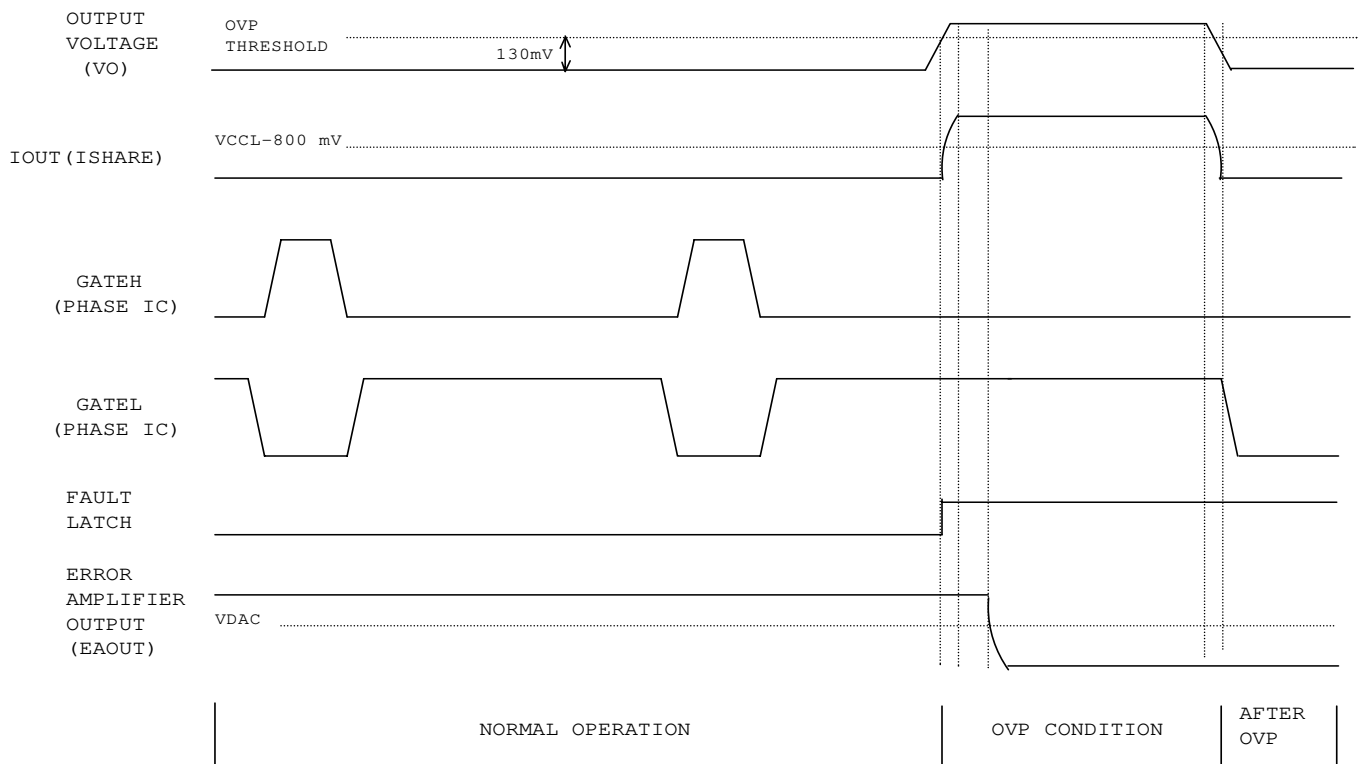 OUTPUT
VOLTAGE
(VO)
OVP
THRESHOLD
130mV
IOUT(ISHARE)
VCCL-800 mV
GATEH
(PHASE IC)
GATEL
(PHASE IC)
FAULT
LATCH
ERROR
AMPLIFIER
OUTPUT
(EAOUT)
VDAC
NORMAL OPERATION
OVP CONDITION
AFTER
OVP